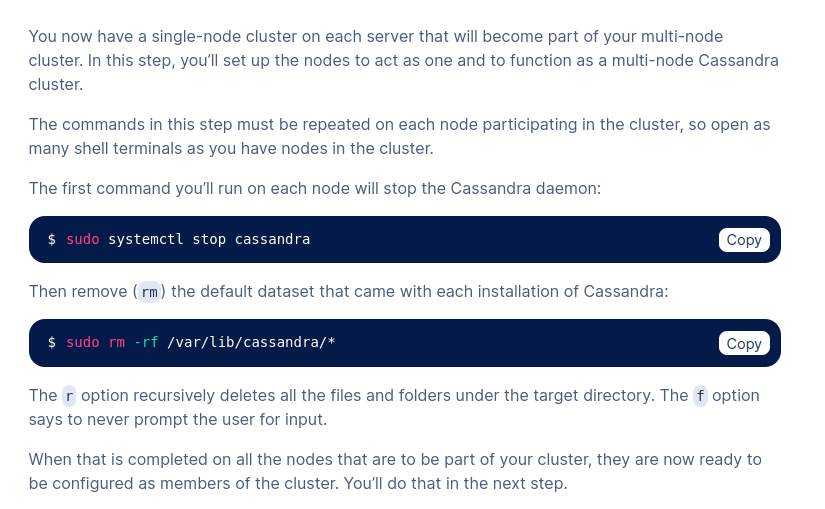 You now have a single-node cluster on each server that will become part of your multi-node
cluster. In this step, you’ll set up the nodes to act as one and to function as a multi-node Cassandra
cluster.
The commands in this step must be repeated on each node participating in the cluster, so open as
many shell terminals as you have nodes in the cluster.
The first command you’ll run on each node will stop the Cassandra daemon:
$ sudo systemctl stop cassandra
Copy
Then remove (rm) the default dataset that came with each installation of Cassandra:
$ sudo rm -rf /var/lib/cassandra/*
Copy
The r option recursively deletes all the files and folders under the target directory. The f option
says to never prompt the user for input.
When that is completed on all the nodes that are to be part of your cluster, they are now ready to
be configured as members of the cluster. You’ll do that in the next step.